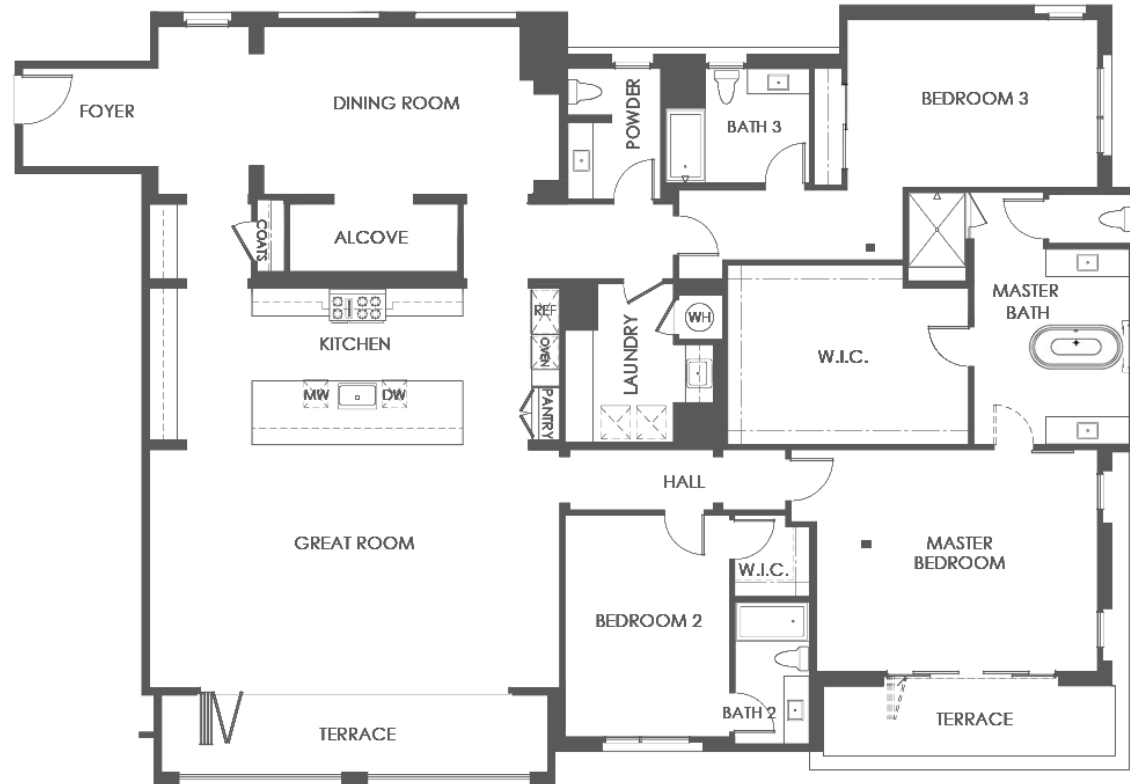 FOYER
DINING ROOM
POWDER
BATH 3
BEDROOM 3
COATS
ALCOVE
MASTER
BATH
KITCHEN
REF
OVEN
WH
LAUNDRY
W.I.C.
MW
DW
PANTRY
HALL
GREAT ROOM
MASTER
BEDROOM
W.I.C.
BEDROOM 2
BATH 2
TERRACE
TERRACE